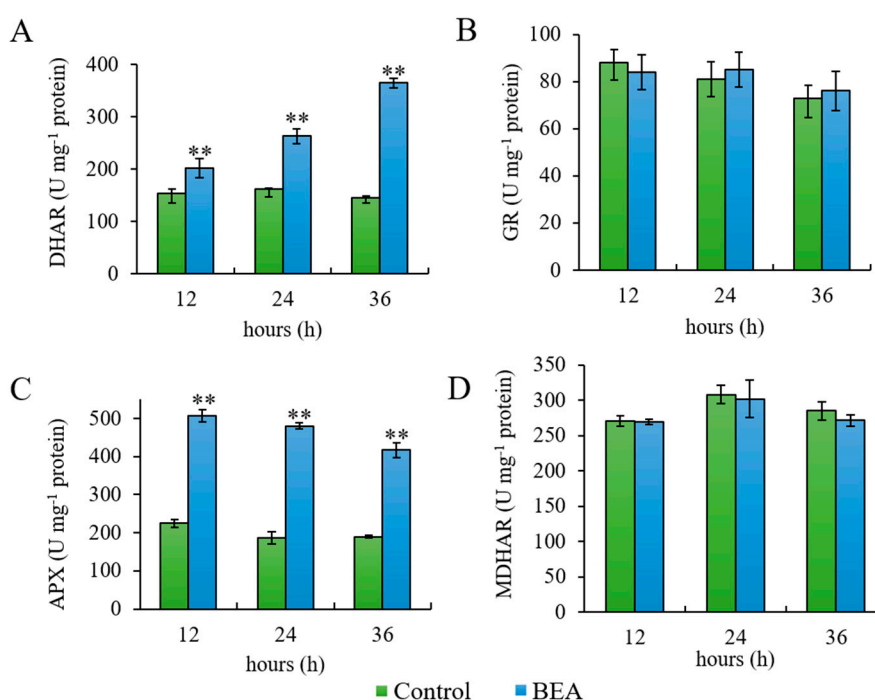 A
DHAR (U mg⁻¹ protein)
400
300
200
100
0
**
**
**
12 24 36
hours (h)
B
GR (U mg⁻¹ protein)
100
80
60
40
20
0
12 24 36
hours (h)
C
APX (U mg⁻¹ protein)
500
400
300
200
100
0
**
**
**
12 24 36
hours (h)
D
MDHAR (U mg⁻¹ protein)
350
300
250
200
150
100
50
0
12 24 36
hours (h)
Control BEA